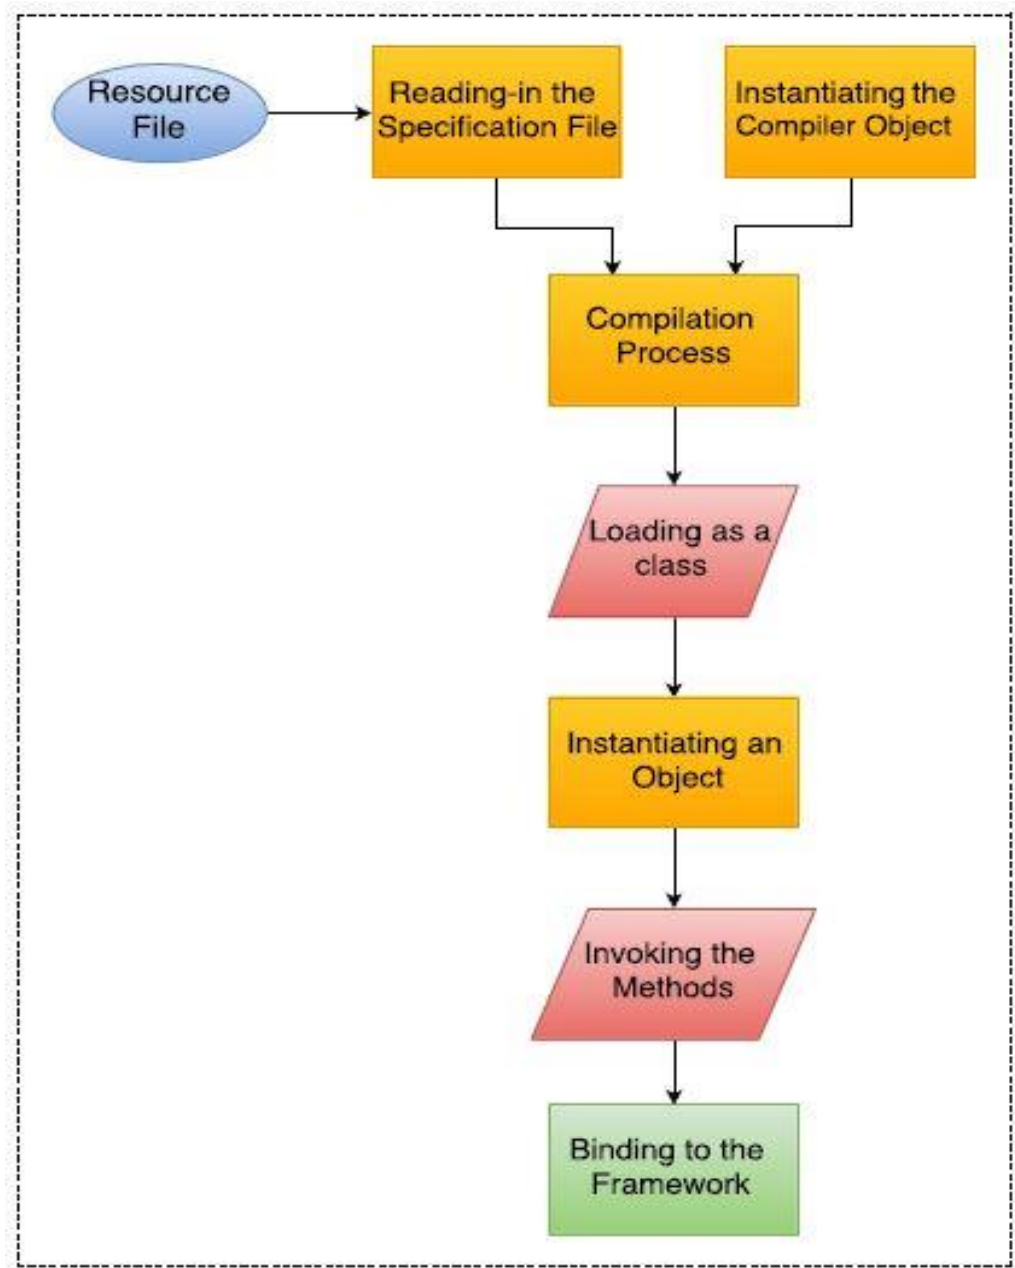 Resource
File
Reading-in the
Specification File
Instantiating the
Compiler Object
Compilation
Process
Loading as a
class
Instantiating an
Object
Invoking the
Methods
Binding to the
Framework